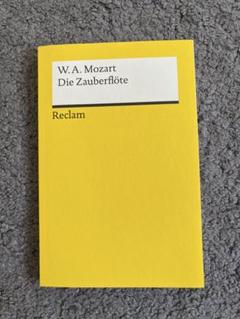 W. A. Mozart
Die Zauberflöte
Reclam